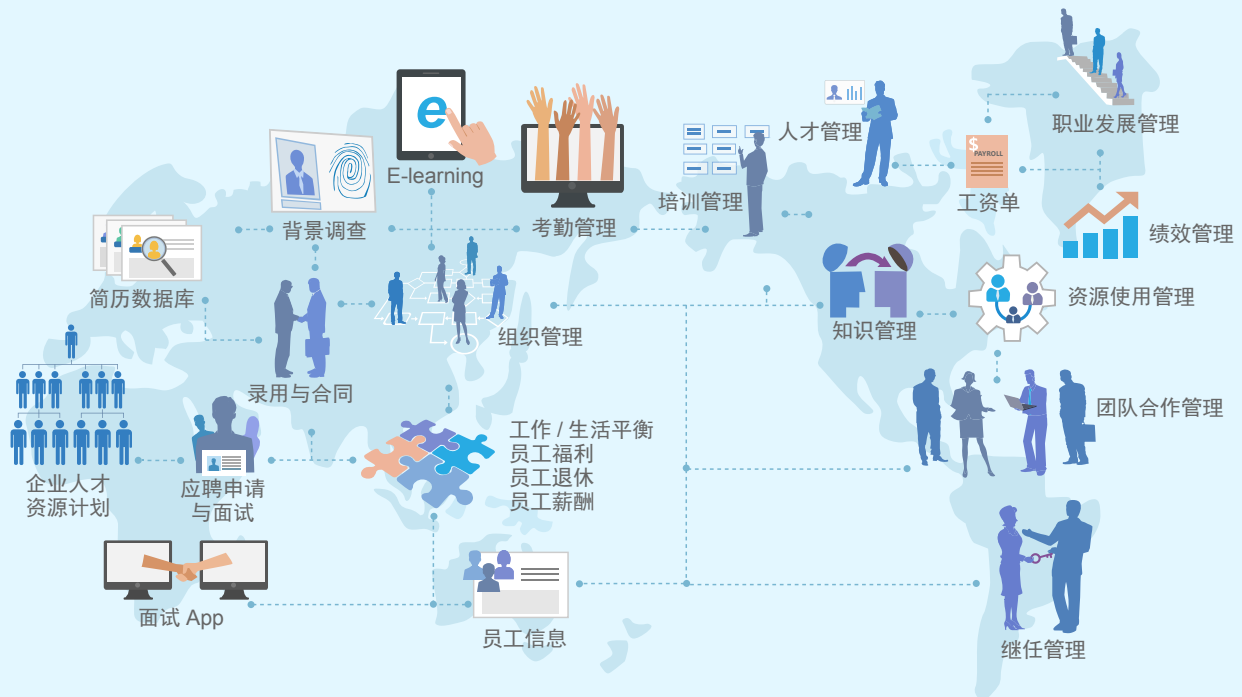 E-learning
人才管理
职业发展管理
$
PAYROLL
工资单
背景调查
考勤管理
培训管理
绩效管理
简历数据库
资源使用管理
组织管理
知识管理
录用与合同
团队合作管理
工作 / 生活平衡
员工福利
员工退休
员工薪酬
企业人才
资源计划
应聘申请
与面试
面试 App
员工信息
继任管理
e